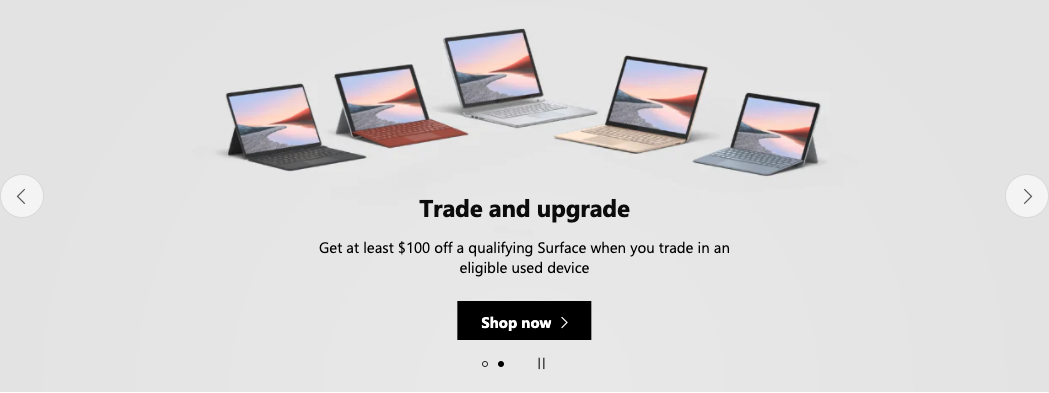 Trade and upgrade
Get at least $100 off a qualifying Surface when you trade in an
eligible used device
Shop now